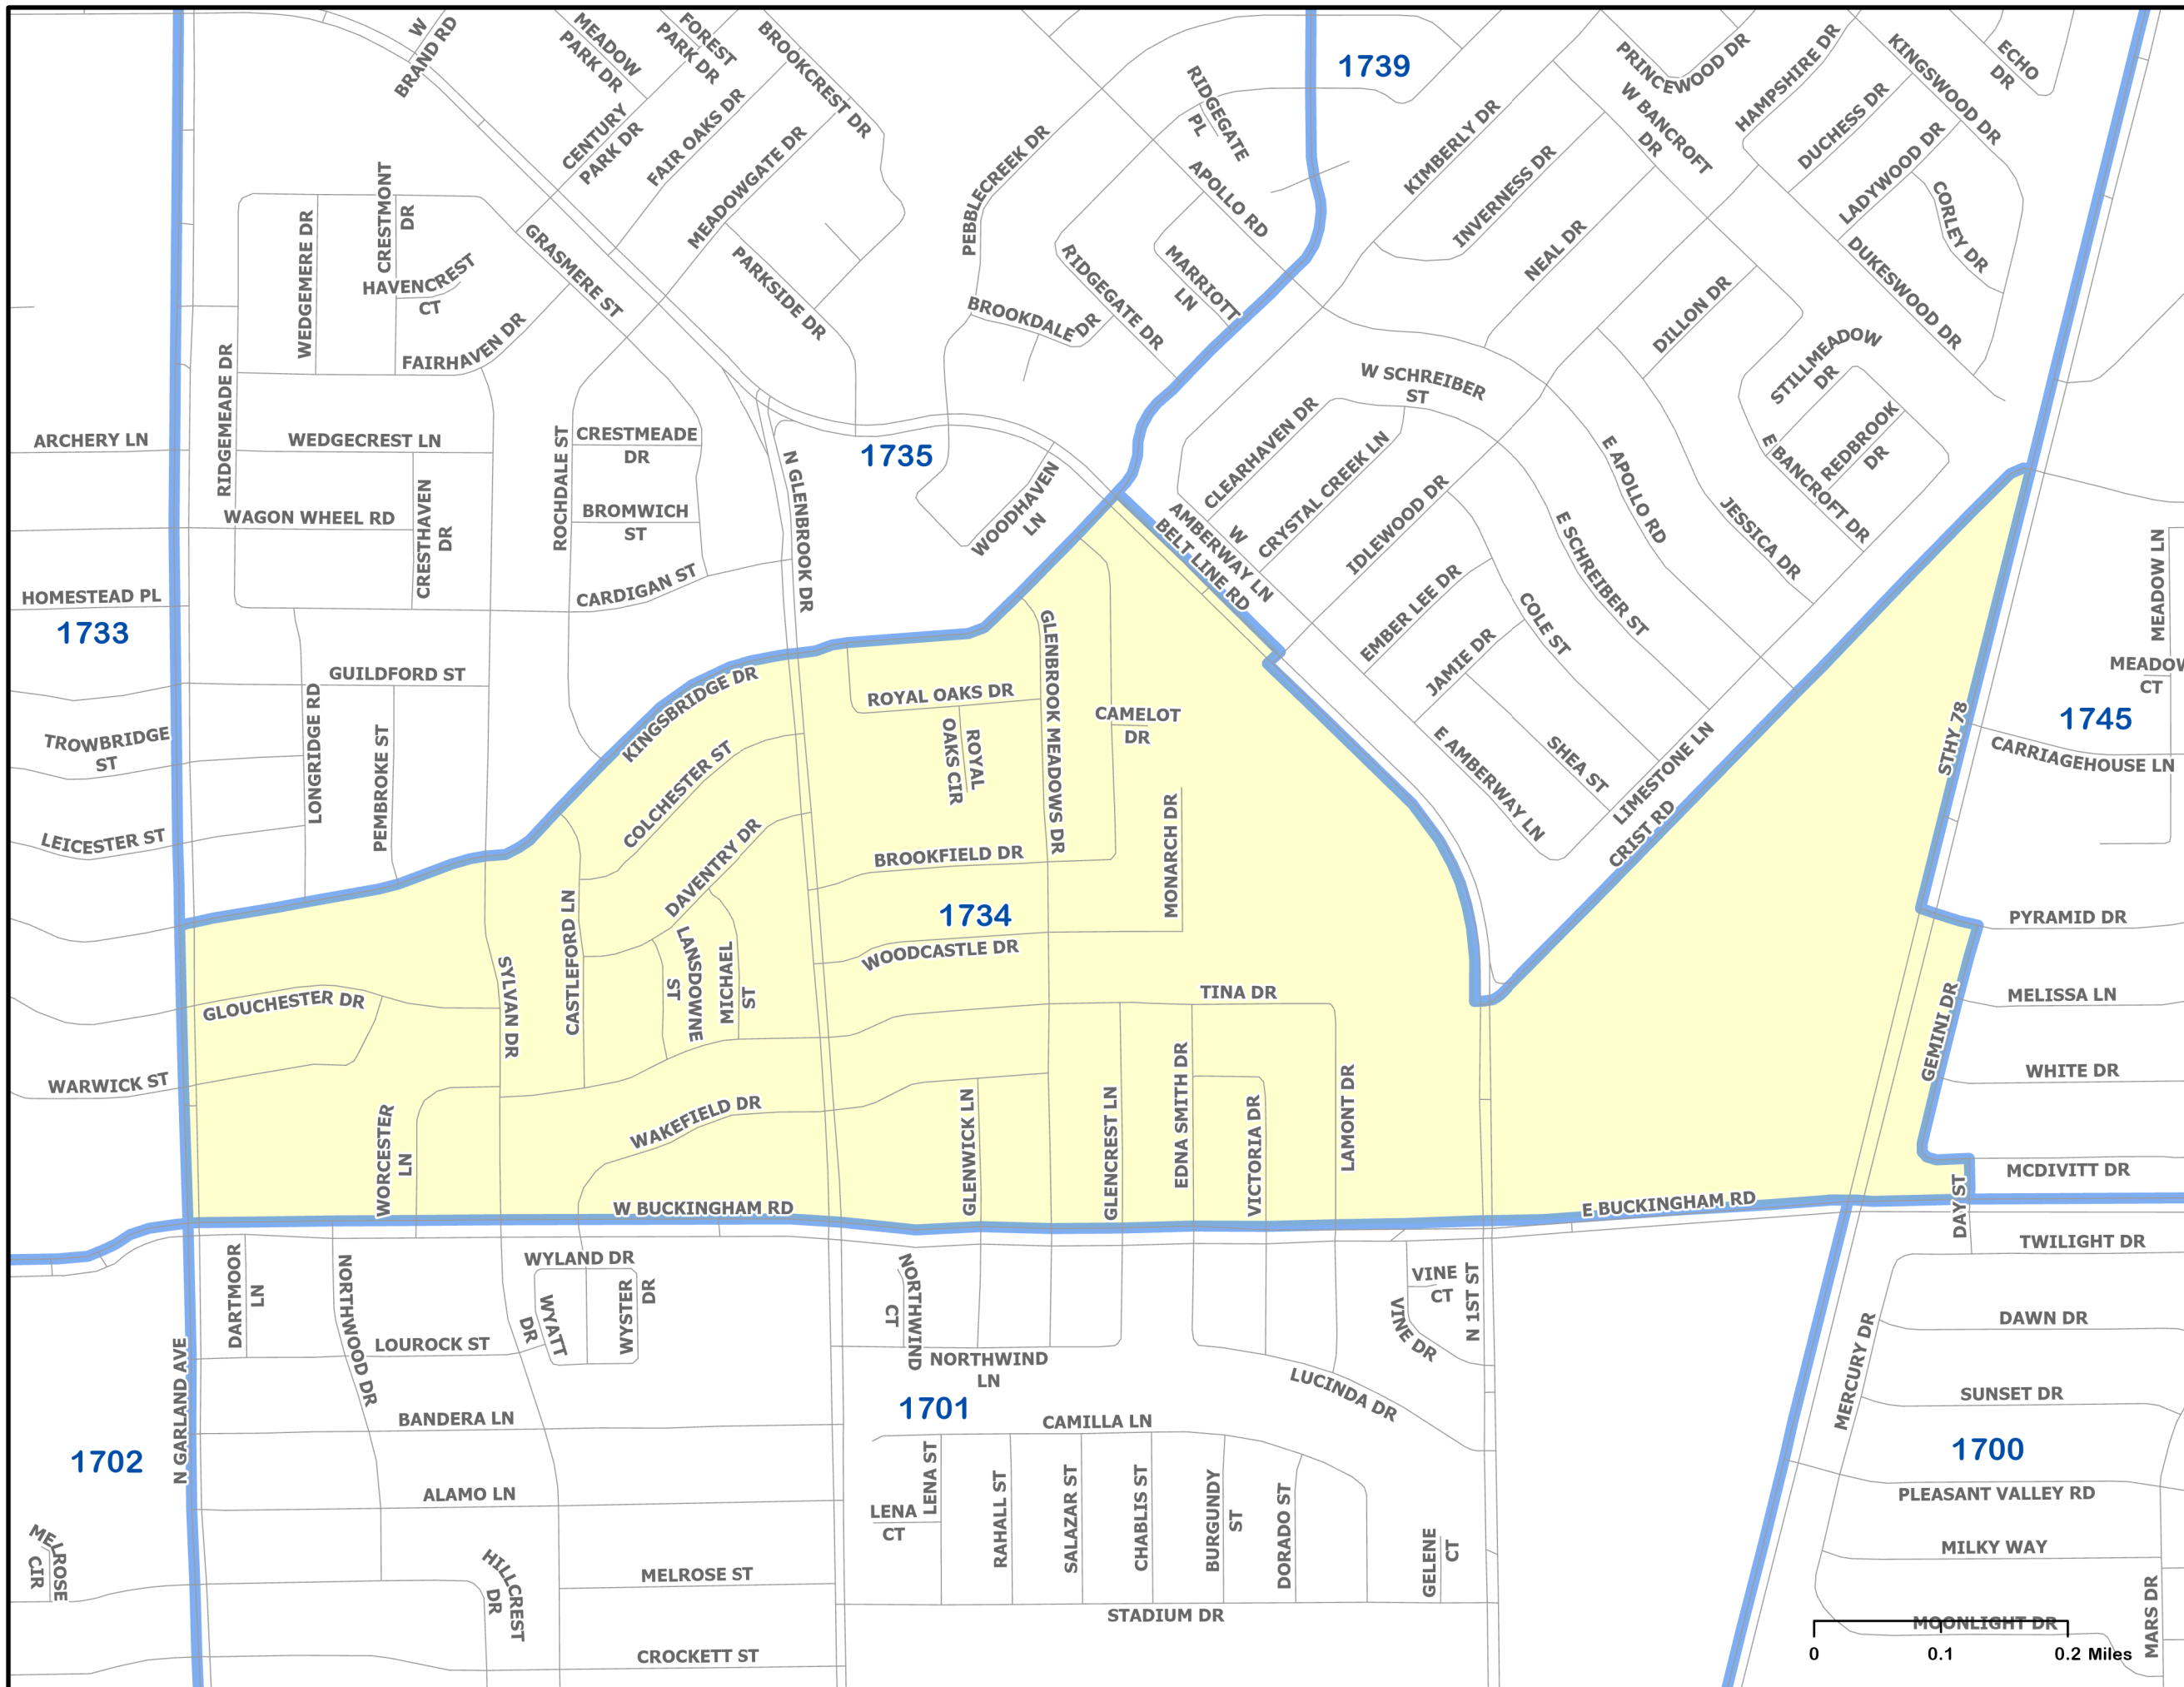 W
BRAND RD
MEADOW
PARK DR
FOREST
PARK DR
BROOKCREST DR
1739
PRINCEWOOD DR
HAMPSHIRE DR
KINGSWOOD DR
ECHO
DR
CENTURY
PARK DR
FAIR OAKS DR
MEADOWGATE DR
RIDGEGATE
PL
PEBBLECREEK DR
APOLLO RD
KIMBERLY DR
INVERNESS DR
W BANCROFT
DR
DUCHESS DR
LADYWOOD DR
CORLEY DR
DUKESWOOD DR
NEAL DR
DILLON DR
WEDGEMERE DR
CRESTMONT
DR
HAVENCREST
CT
GRASMERE ST
PARKSIDE DR
FAIRHAVEN DR
BROOKDALE DR
RIDGEGATE DR
MARRIOTT
LN
STILLMEADOW
DR
REDBROOK
DR
E BANCROFT DR
RIDGEMEADE DR
ARCHERY LN
WEDGECREST LN
ROCHDALE ST
CRESTMEADE
DR
N GLENBROOK DR
1735
W SCHREIBER
ST
CLEARHAVEN DR
CRYSTAL CREEK LN
IDLEWOOD DR
E APOLLO RD
E SCHREIBER ST
JESSICA DR
WAGON WHEEL RD
CRESTHAVEN
DR
BROMWICH
ST
WOODHAVEN
LN
W
AMBERWAY LN
BELT LINE RD
EMBER LEE DR
COLE ST
JAMIE DR
SHEA ST
E AMBERWAY LN
LIMESTONE LN
CRIST RD
HOMESTEAD PL
CARDIGAN ST
1733
GUILDFORD ST
LONGRIDGE RD
PEMBROKE ST
TROWBRIDGE
ST
LEICESTER ST
KINGSBRIDGE DR
COLCHESTER ST
ROYAL OAKS DR
ROYAL
OAKS CIR
GLENBROOK MEADOWS DR
CAMELOT
DR
MEADOW LN
MEADOW
CT
1745
STHY 78
CARRIAGEHOUSE LN
DAVENTRY DR
BROOKFIELD DR
MONARCH DR
1734
WOODCASTLE DR
PYRAMID DR
GLOUCHESTER DR
SYLVAN DR
CASTLEFORD LN
LANSDOWNE
ST
MICHAEL
ST
TINA DR
MELISSA LN
GEMINI DR
WARWICK ST
WHITE DR
WORCESTER
LN
WAKEFIELD DR
GLENWICK LN
GLENCREST LN
EDNA SMITH DR
VICTORIA DR
LAMONT DR
MCDIVITT DR
W BUCKINGHAM RD
E BUCKINGHAM RD
DAY ST
TWILIGHT DR
DARTMOOR
LN
NORTHWOOD DR
WYLAND DR
WYATT
DR
WYSTER
DR
NORTHWIND
CT
VINE
CT
VINE DR
N 1ST ST
N GARLAND AVE
LOUROCK ST
NORTHWIND
LN
LUCINDA DR
MERCURY DR
DAWN DR
SUNSET DR
1701
BANDERA LN
CAMILLA LN
1702
1700
ALAMO LN
LENA ST
LENA
CT
RAHALL ST
SALAZAR ST
CHABLIS ST
BURGUNDY
ST
DORADO ST
GELENE
CT
PLEASANT VALLEY RD
MILKY WAY
MELROSE
CIR
HILLCREST
DR
MELROSE ST
STADIUM DR
MOONLIGHT DR
MARS DR
CROCKETT ST
0 0.1 0.2 Miles